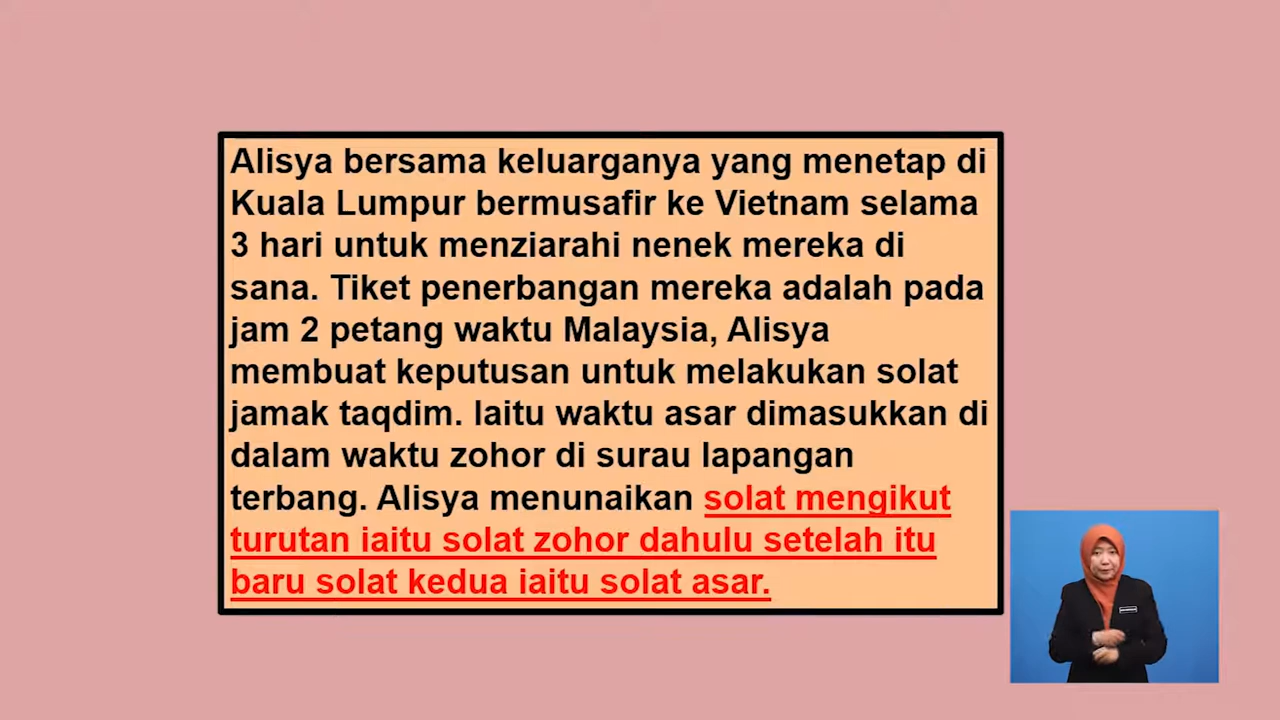 Alisya bersama keluarganya yang menetap di
Kuala Lumpur bermusafir ke Vietnam selama
3 hari untuk menziarahi nenek mereka di
sana. Tiket penerbangan mereka adalah pada
jam 2 petang waktu Malaysia, Alisya
membuat keputusan untuk melakukan solat
jamak taqdim. Iaitu waktu asar dimasukkan di
dalam waktu zohor di surau lapangan
terbang. Alisya menunaikan solat mengikut
turutan iaitu solat zohor dahulu setelah itu
baru solat kedua iaitu solat asar.